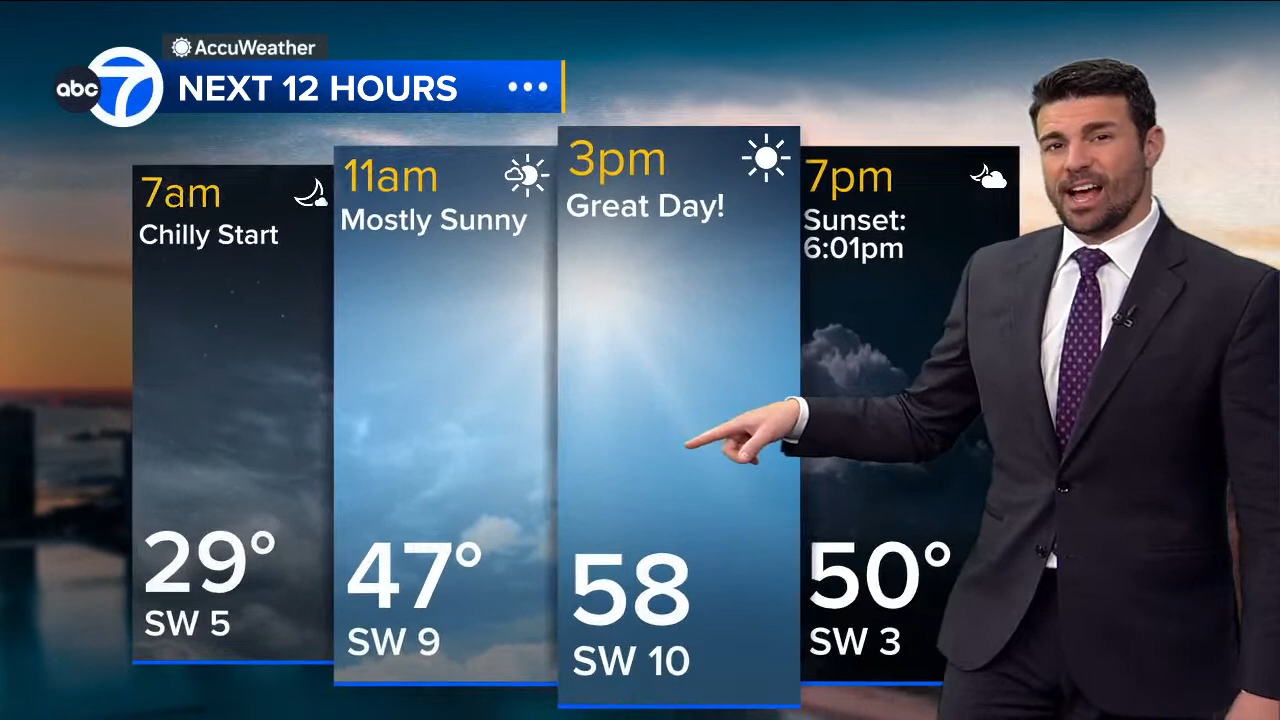 AccuWeather
abc 7 NEXT 12 HOURS
7am
Chilly Start
29°
SW 5
11am
Mostly Sunny
47°
SW 9
3pm
Great Day!
58
SW 10
7pm
Sunset:
6:01pm
50°
SW 3